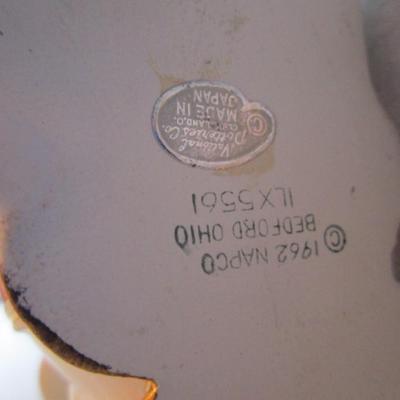 National
Potteries Co.
CLEVELAND, O.
MADE IN
JAPAN
©
© 1962 NAPCO
BEDFORD OHIO
1LX5561